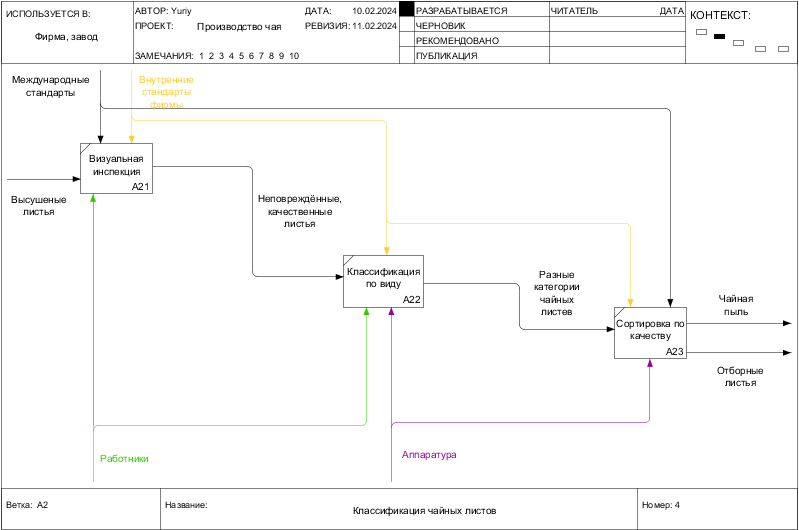 ИСПОЛЬЗУЕТСЯ В:
Фирма, завод
АВТОР: Yuriy
ДАТА: 10.02.2024
ПРОЕКТ: Производство чая
РЕВИЗИЯ: 11.02.2024
ЗАМЕЧАНИЯ: 1 2 3 4 5 6 7 8 9 10
РАЗРАБАТЫВАЕТСЯ
ЧЕРНОВИК
РЕКОМЕНДОВАНО
ПУБЛИКАЦИЯ
ЧИТАТЕЛЬ
ДАТА
КОНТЕКСТ:
Международные
стандарты
Внутренние
стандарты
фирмы
Визуальная
инспекция
A21
Высушеные
листья
Неповреждённые,
качественные
листья
Классификация
по виду
A22
Разные
категории
чайных
листев
Сортировка по
качеству
A23
Чайная
пыль
Отборные
листья
Работники
Аппаратура
Ветка: A2
Название:
Классификация чайных листов
Номер: 4